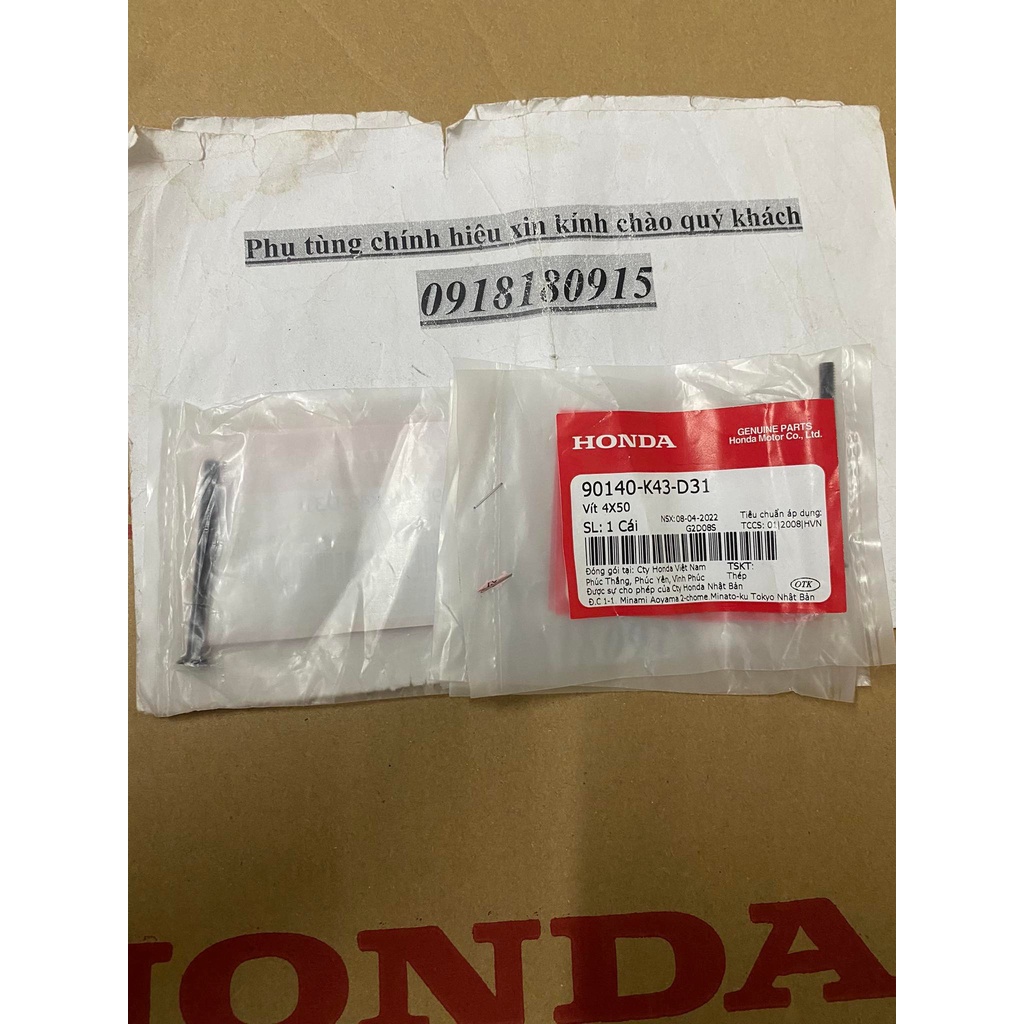 Phụ tùng chính hiệu xin kính chào quý khách
0918180915
HONDA
GENUINE PARTS
Honda Motor Co., Ltd.
90140-K43-D31
Vít 4X50
SL: 1 Cái
NSX:08-04-2022
G2D08S
Tiêu chuẩn áp dụng:
TCCS: 01|2008|HVN
Đóng gói tại: Cty Honda Việt Nam
Phúc Thắng, Phúc Yên, Vĩnh Phúc
TSKT:
Thép
Được sự cho phép của Cty Honda Nhật Bản
Đ.C 1-1. Minami Aoyama 2-chome.Minato-ku Tokyo Nhật Bản
OTK
HONDA